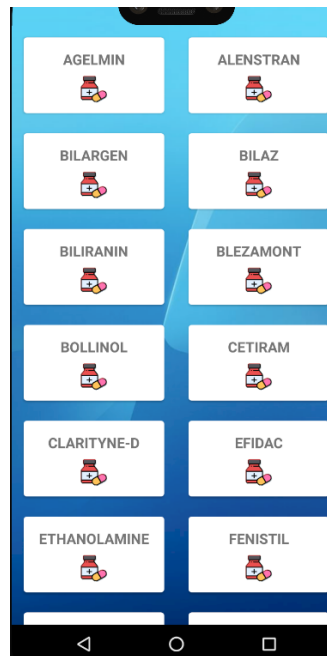 AGELMIN ALENSTRAN
BILARGEN BILAZ
BILIRANIN BLEZAMONT
BOLLINOL CETIRAM
CLARITYNE-D EFIDAC
ETHANOLAMINE FENISTIL